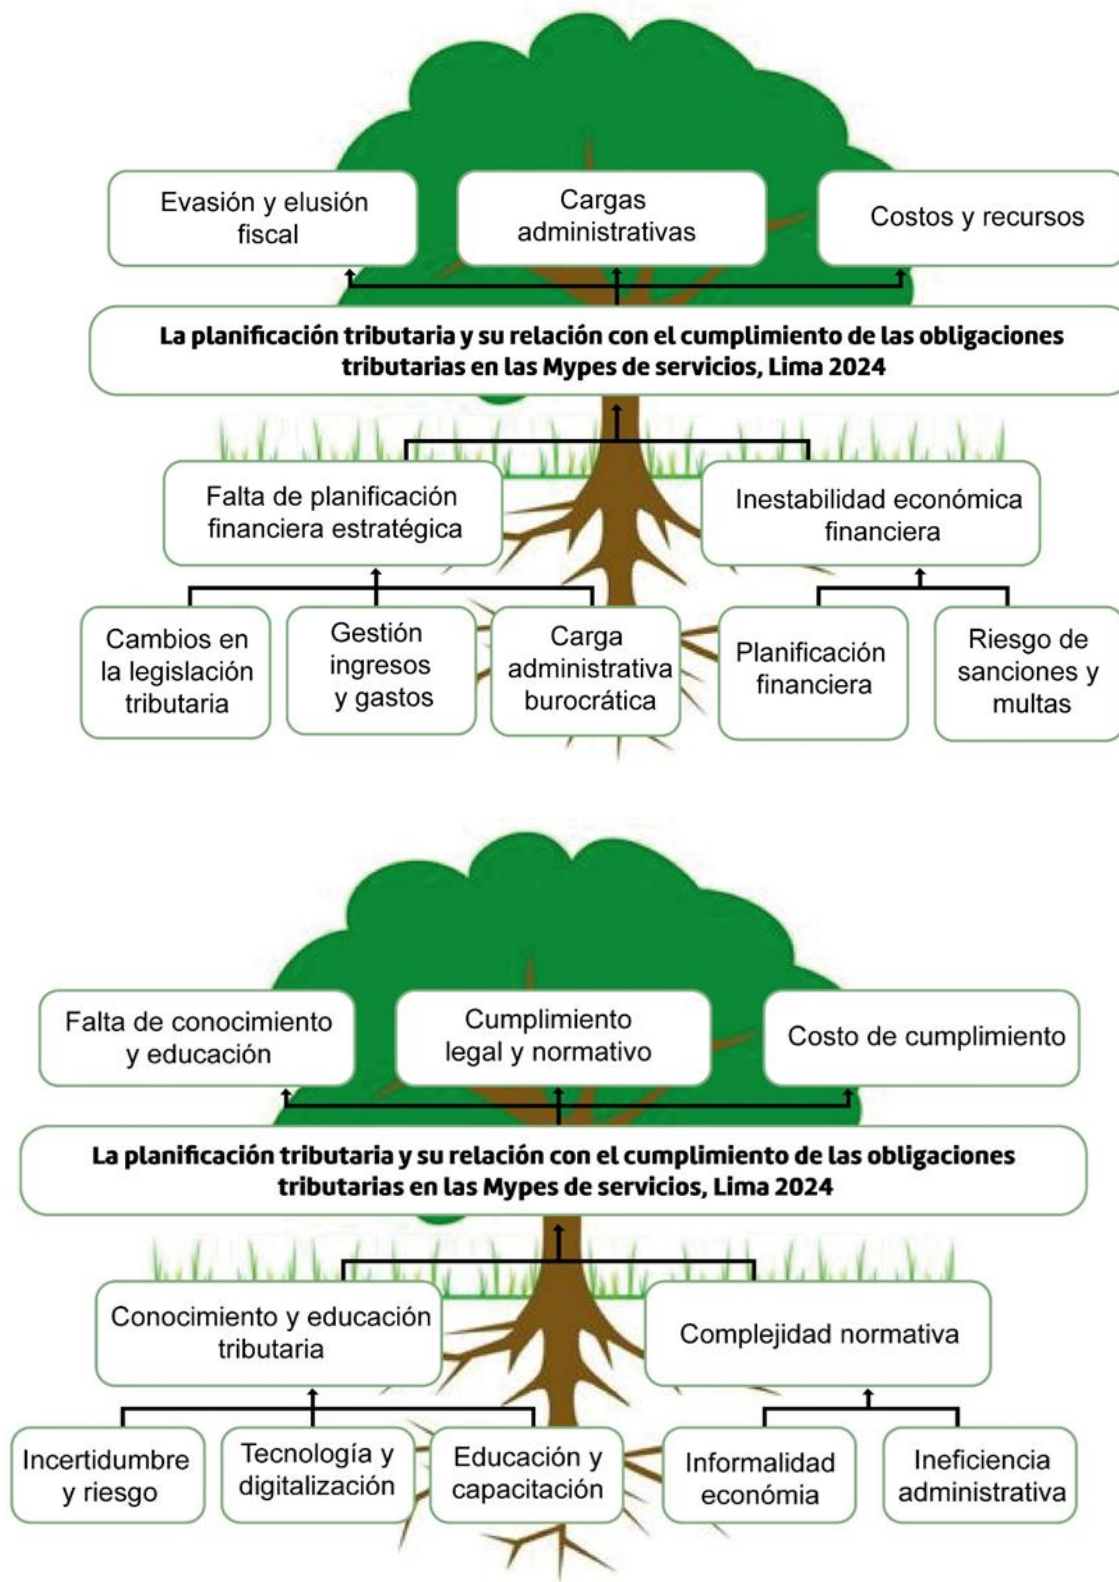 Evasión y elusión
fiscal
Cargas
administrativas
Costos y recursos
La planificación tributaria y su relación con el cumplimiento de las obligaciones
tributarias en las Mypes de servicios, Lima 2024
Falta de planificación
financiera estratégica
Inestabilidad económica
financiera
Cambios en
la legislación
tributaria
Gestión
ingresos
y gastos
Carga
administrativa
burocrática
Planificación
financiera
Riesgo de
sanciones y
multas
Falta de conocimiento
y educación
Cumplimiento
legal y normativo
Costo de cumplimiento
La planificación tributaria y su relación con el cumplimiento de las obligaciones
tributarias en las Mypes de servicios, Lima 2024
Conocimiento y educación
tributaria
Complejidad normativa
Incertidumbre
y riesgo
Tecnología y
digitalización
Educación y
capacitación
Informalidad
económia
Ineficiencia
administrativa